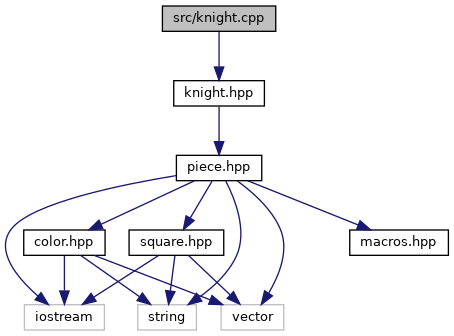 src/knight.cpp
knight.hpp
piece.hpp
color.hpp
square.hpp
macros.hpp
iostream
string
vector